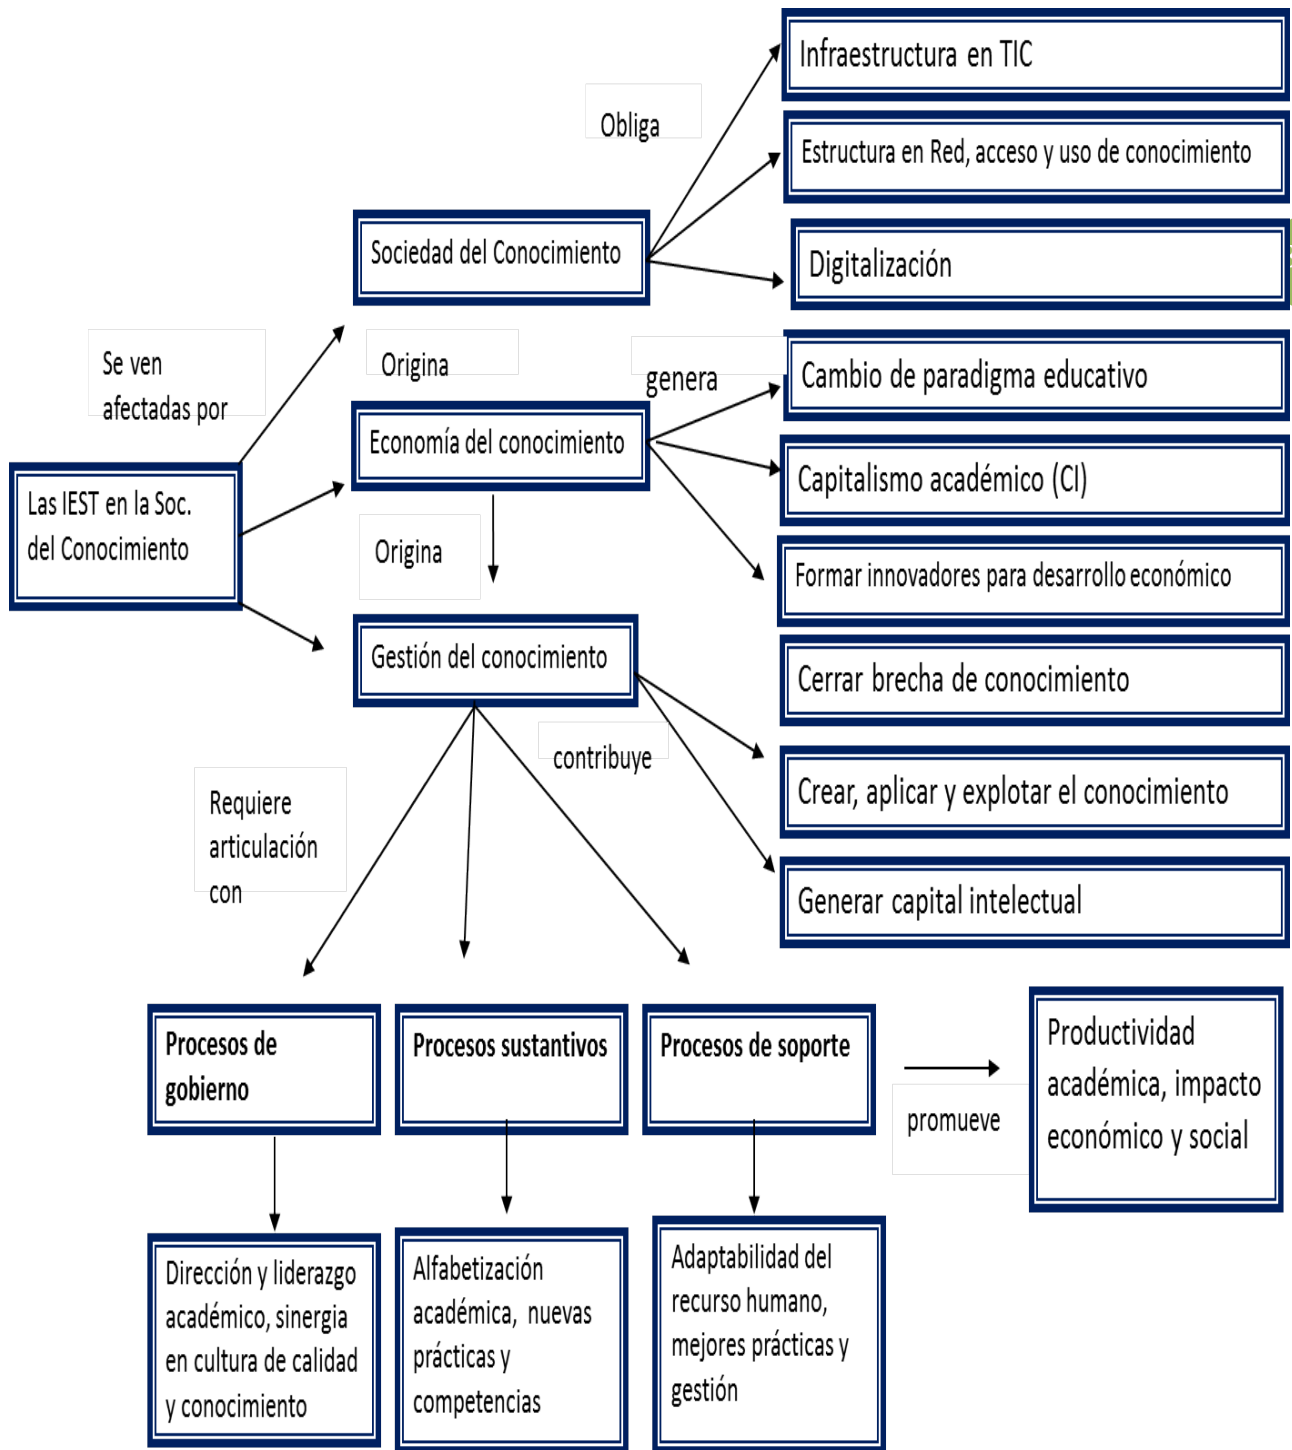 Infraestructura en TIC
Obliga
Estructura en Red, acceso y uso de conocimiento
Sociedad del Conocimiento
Digitalización
Se ven
afectadas por
Origina
genera
Cambio de paradigma educativo
Economía del conocimiento
Capitalismo académico (CI)
Las IEST en la Soc.
del Conocimiento
Origina
Formar innovadores para desarrollo económico
Gestión del conocimiento
Cerrar brecha de conocimiento
contribuye
Crear, aplicar y explotar el conocimiento
Requiere
articulación
con
Generar capital intelectual
Procesos de
gobierno
Procesos sustantivos
Procesos de soporte
promueve
Productividad
académica, impacto
económico y social
Dirección y liderazgo
académico, sinergia
en cultura de calidad
y conocimiento
Alfabetización
académica, nuevas
prácticas y
competencias
Adaptabilidad del
recurso humano,
mejores prácticas y
gestión